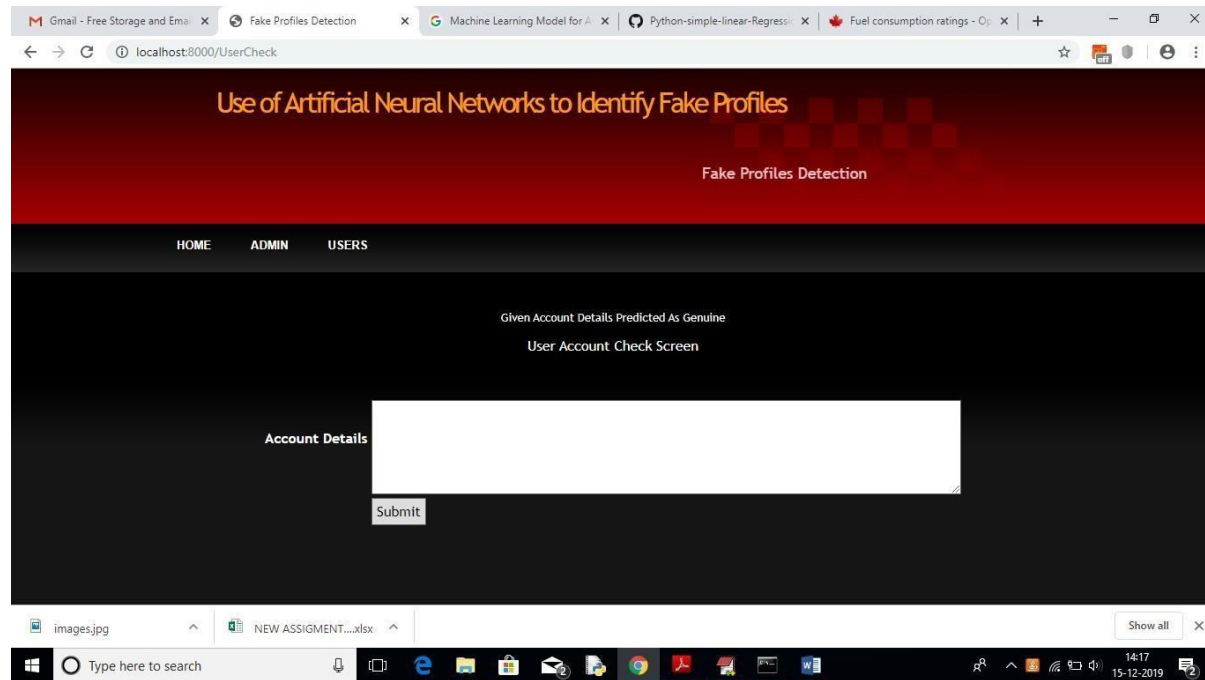 Gmail - Free Storage and Emai
Fake Profiles Detection
Machine Learning Model for A
Python-simple-linear-Regressi
Fuel consumption ratings - Op
localhost:8000/UserCheck
off
Use of Artificial Neural Networks to Identify Fake Profiles
Fake Profiles Detection
HOME ADMIN USERS
Given Account Details Predicted As Genuine
User Account Check Screen
Account Details
Submit
images.jpg
NEW ASSIGMENT....xlsx
Show all
Type here to search
14:17
15-12-2019